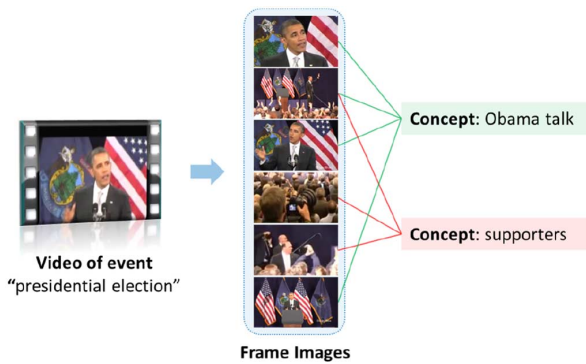 Concept: Obama talk
Concept: supporters
Video of event
“presidential election”
Frame Images